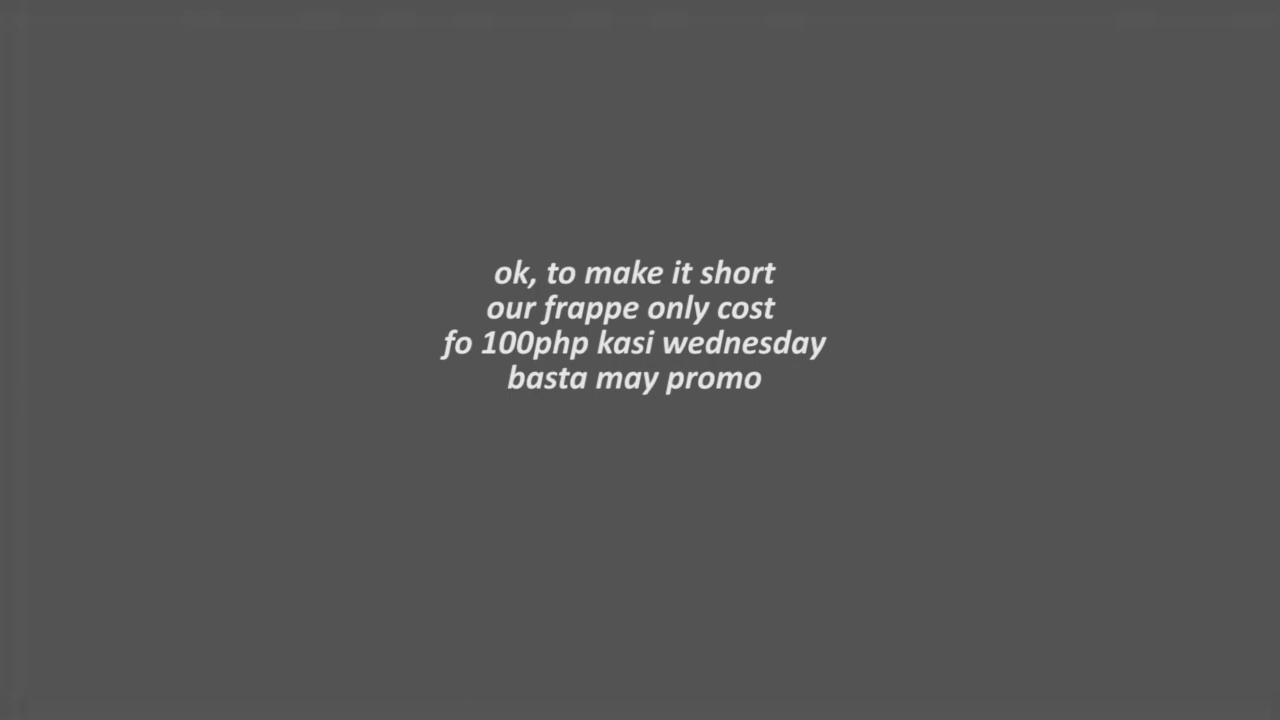 ok, to make it short
our frappe only cost
fo 100php kasi wednesday
basta may promo